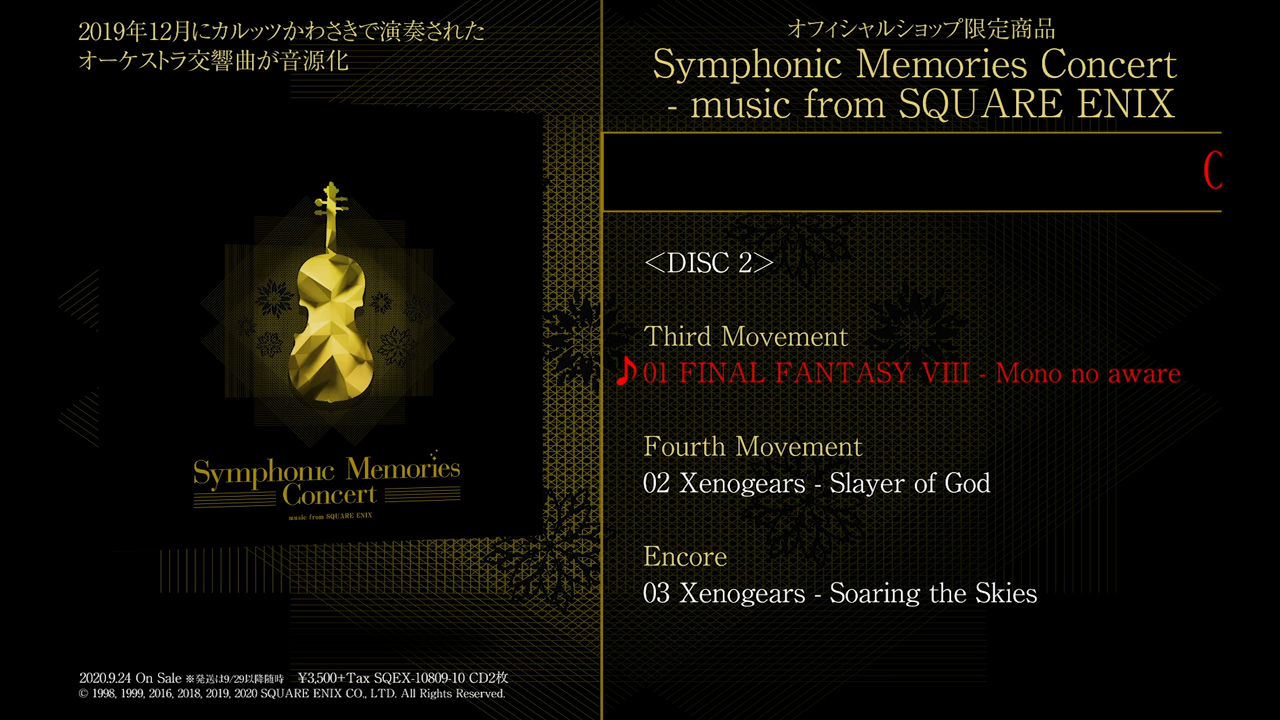 2019年12月にカルッツかわさきで演奏された
オーケストラ交響曲が音源化
Symphonic Memories
Concert
music from SQUARE ENIX
2020.9.24 On Sale ※発送は9/29以降随時 ¥3,500+Tax SQEX-10809-10 CD2枚
© 1998, 1999, 2016, 2018, 2019, 2020 SQUARE ENIX CO., LTD. All Rights Reserved.
オフィシャルショップ限定商品
Symphonic Memories Concert
- music from SQUARE ENIX
<DISC 2>
Third Movement
♪01 FINAL FANTASY VIII - Mono no aware
Fourth Movement
02 Xenogears - Slayer of God
Encore
03 Xenogears - Soaring the Skies